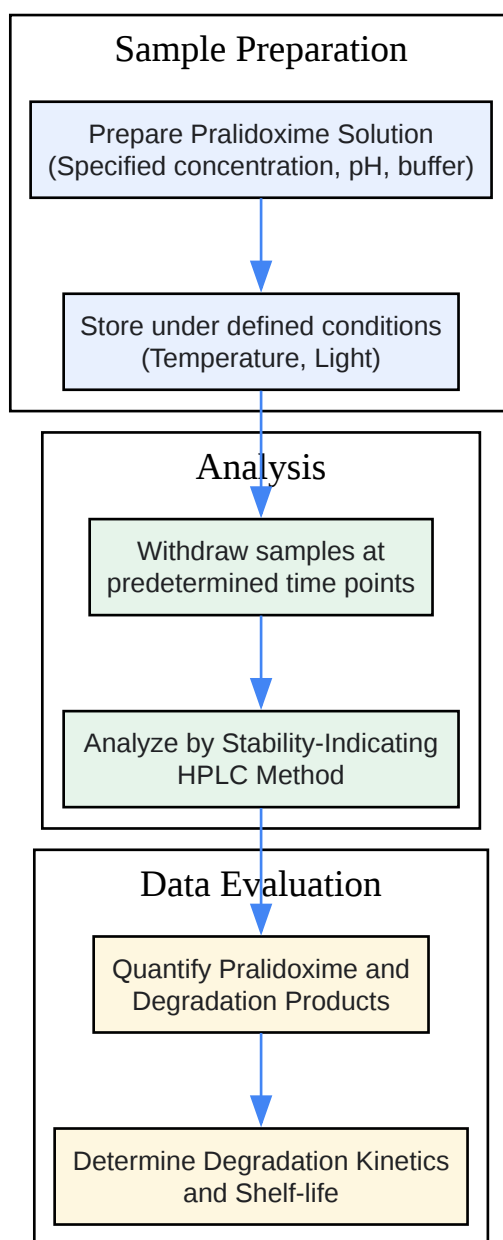 Sample Preparation
Prepare Pralidoxime Solution
(Specified concentration, pH, buffer)
Store under defined conditions
(Temperature, Light)
Analysis
Withdraw samples at
predetermined time points
Analyze by Stability-Indicating
HPLC Method
Data Evaluation
Quantify Pralidoxime and
Degradation Products
Determine Degradation Kinetics
and Shelf-life